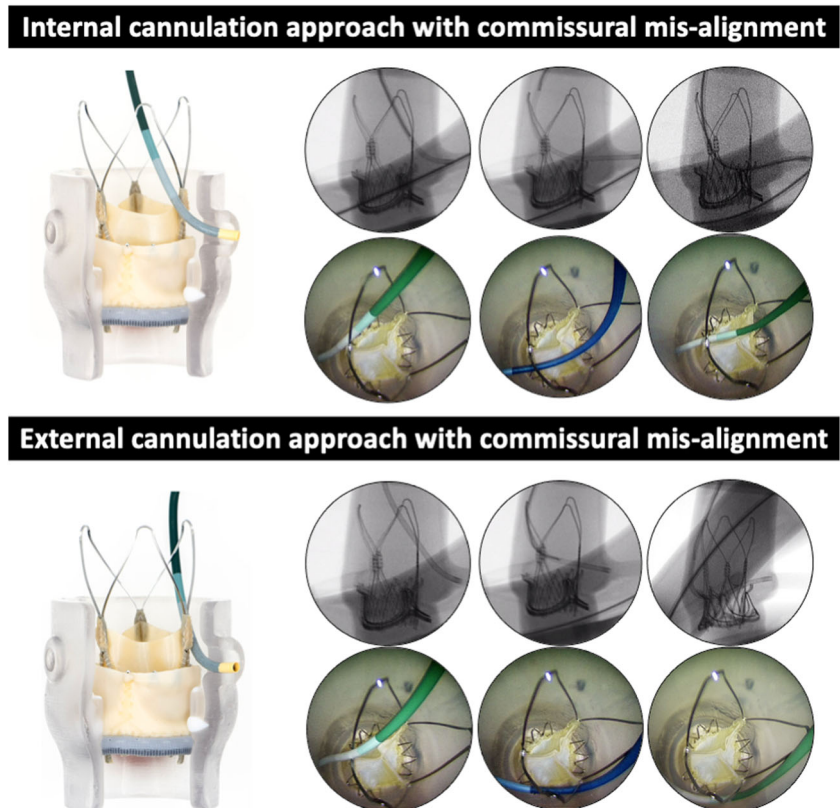 Internal cannulation approach with commissural mis-alignment
External cannulation approach with commissural mis-alignment